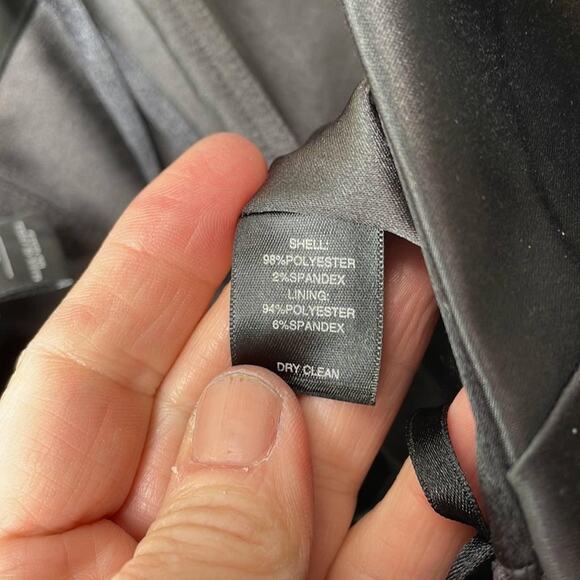 SHELL:
98%POLYESTER
2%SPANDEX
LINING:
94%POLYESTER
6%SPANDEX
DRY CLEAN